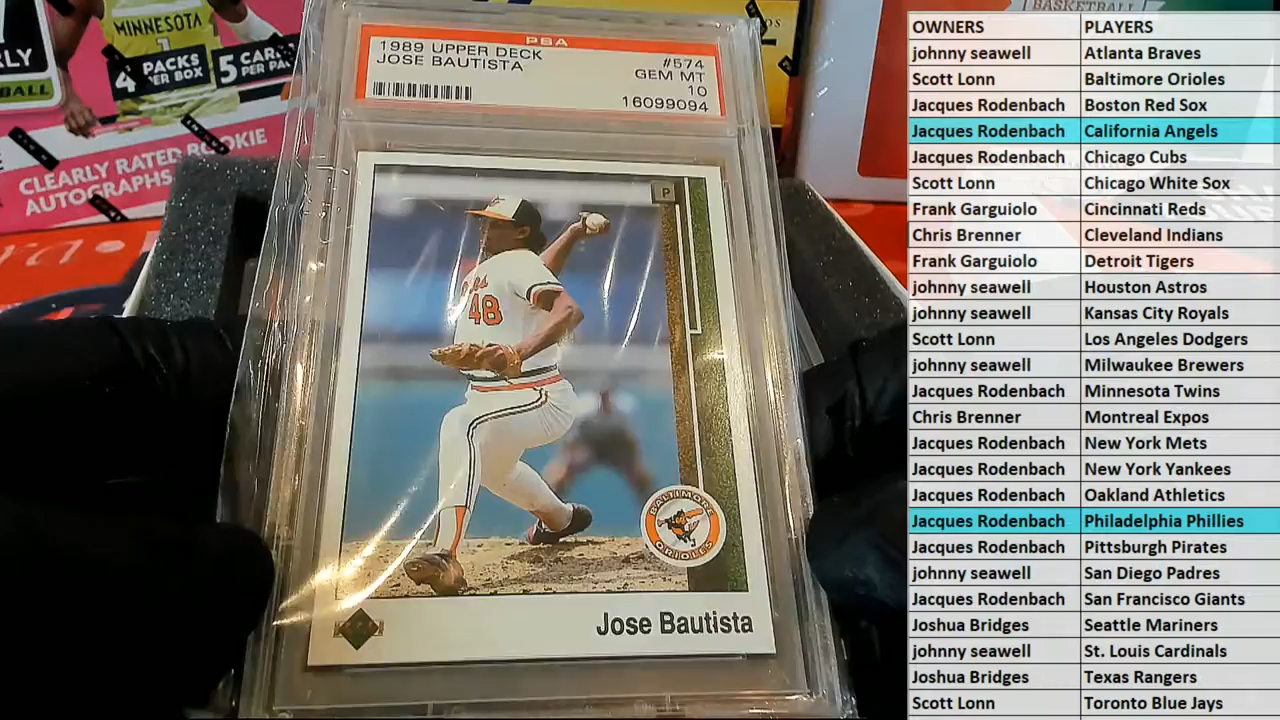 MINNESOTA
1
4 PACKS
PER BOX
5 CARDS
CLEARLY RATED ROOKIE
AUTOGRAPHS
PSA
1989 UPPER DECK
JOSE BAUTISTA
#574
GEM MT
10
16099094
P
48
BALTIMORE
ORIOLES
Jose Bautista
BASKETBALL
OWNERS PLAYERS
johnny seawell Atlanta Braves
Scott Lonn Baltimore Orioles
Jacques Rodenbach Boston Red Sox
Jacques Rodenbach California Angels
Jacques Rodenbach Chicago Cubs
Scott Lonn Chicago White Sox
Frank Garguiolo Cincinnati Reds
Chris Brenner Cleveland Indians
Frank Garguiolo Detroit Tigers
johnny seawell Houston Astros
johnny seawell Kansas City Royals
Scott Lonn Los Angeles Dodgers
johnny seawell Milwaukee Brewers
Jacques Rodenbach Minnesota Twins
Chris Brenner Montreal Expos
Jacques Rodenbach New York Mets
Jacques Rodenbach New York Yankees
Jacques Rodenbach Oakland Athletics
Jacques Rodenbach Philadelphia Phillies
Jacques Rodenbach Pittsburgh Pirates
johnny seawell San Diego Padres
Jacques Rodenbach San Francisco Giants
Joshua Bridges Seattle Mariners
johnny seawell St. Louis Cardinals
Joshua Bridges Texas Rangers
Scott Lonn Toronto Blue Jays